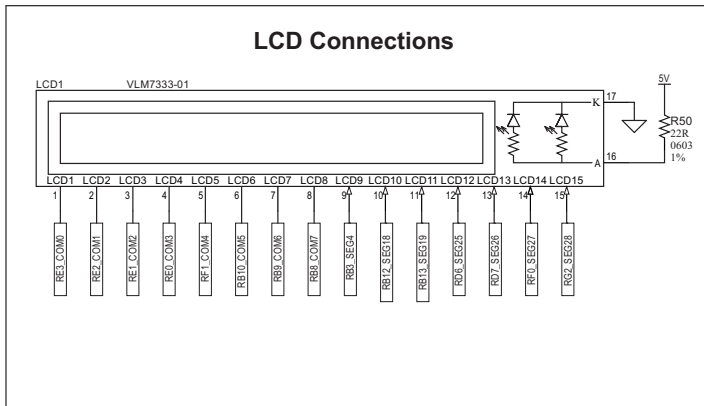 LCD Connections
LCD1 VLM7333-01
5V
K 17
R50
22R
0603
1%
A 16
LCD1 LCD2 LCD3 LCD4 LCD5 LCD6 LCD7 LCD8 LCD9 LCD10 LCD11 LCD12 LCD13 LCD14 LCD15
1 2 3 4 5 6 7 8 9 10 11 12 13 14 15
RE3_COM0
RE2_COM1
RE1_COM2
RE0_COM3
RF1_COM4
RB10_COM5
RB9_COM6
RB8_COM7
RB3_SEG4
RB12_SEG18
RB13_SEG19
RD6_SEG25
RD7_SEG26
RF0_SEG27
RG2_SEG28